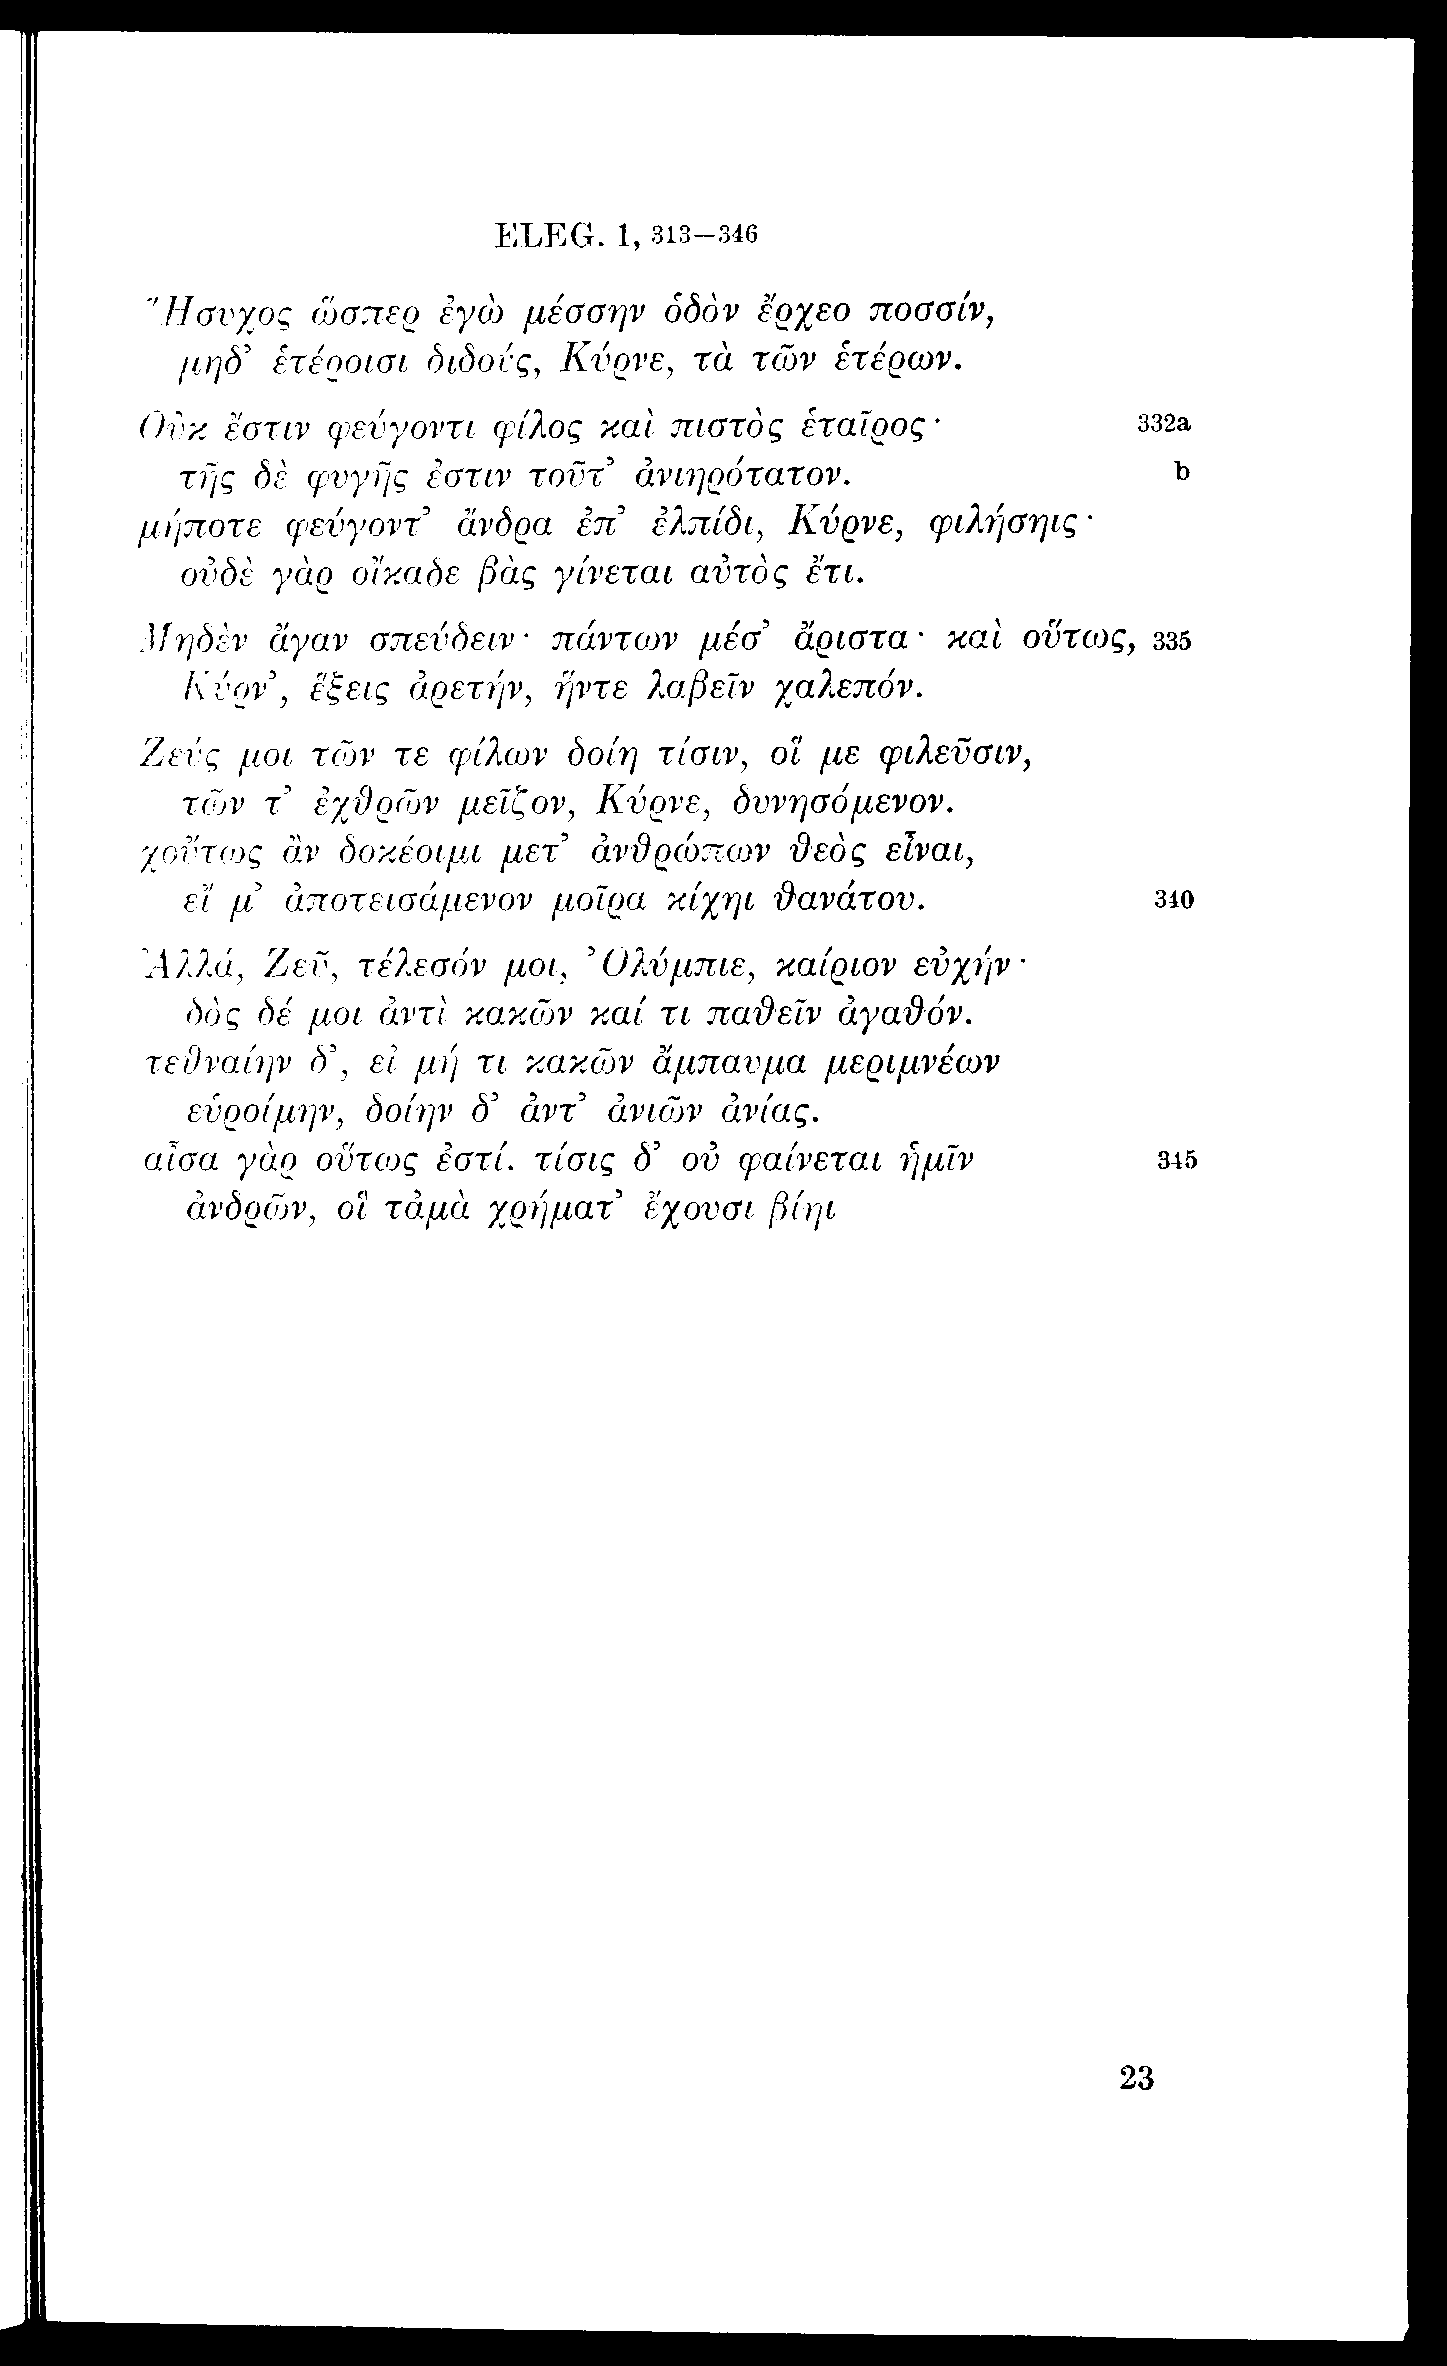 ELEG. 1, 313–346
Ἥσυχος ὥσπερ ἐγὼ μέσσην ὁδὸν ἔρχεο ποσσίν,
μηδ’ ἑτέροισι διδούς, Κύρνε, τὰ τῶν ἑτέρων.
Οὐκ ἔστιν φεύγοντι φίλος καὶ πιστὸς ἑταῖρος· 332a
τῆς δὲ φυγῆς ἐστιν τοῦτ’ ἀνιηρότατον. b
μήποτε φεύγοντ’ ἄνδρα ἐπ’ ἐλπίδι, Κύρνε, φιλήσηις·
οὐδὲ γὰρ οἴκαδε βὰς γίνεται αὐτὸς ἔτι.
Μηδὲν ἄγαν σπεύδειν· πάντων μέσ’ ἄριστα· καὶ οὕτως, 335
Κύρν’, ἕξεις ἀρετήν, ἥντε λαβεῖν χαλεπόν.
Ζεύς μοι τῶν τε φίλων δοίη τίσιν, οἵ με φιλεῦσιν,
τῶν τ’ ἐχθρῶν μεῖζον, Κύρνε, δυνησόμενον.
χοὔτως ἂν δοκέοιμι μετ’ ἀνθρώπων θεὸς εἶναι,
εἴ μ’ ἀποτεισάμενον μοῖρα κίχηι θανάτου. 340
Ἀλλά, Ζεῦ, τέλεσόν μοι, Ὀλύμπιε, καίριον εὐχήν·
δὸς δέ μοι ἀντὶ κακῶν καί τι παθεῖν ἀγαθόν.
τεθναίην δ’, εἰ μή τι κακῶν ἄμπαυμα μεριμνέων
εὑροίμην, δοίην δ’ ἀντ’ ἀνιῶν ἀνίας.
αἶσα γὰρ οὕτως ἐστί. τίσις δ’ οὐ φαίνεται ἡμῖν 345
ἀνδρῶν, οἳ τἀμὰ χρήματ’ ἔχουσι βίηι
23